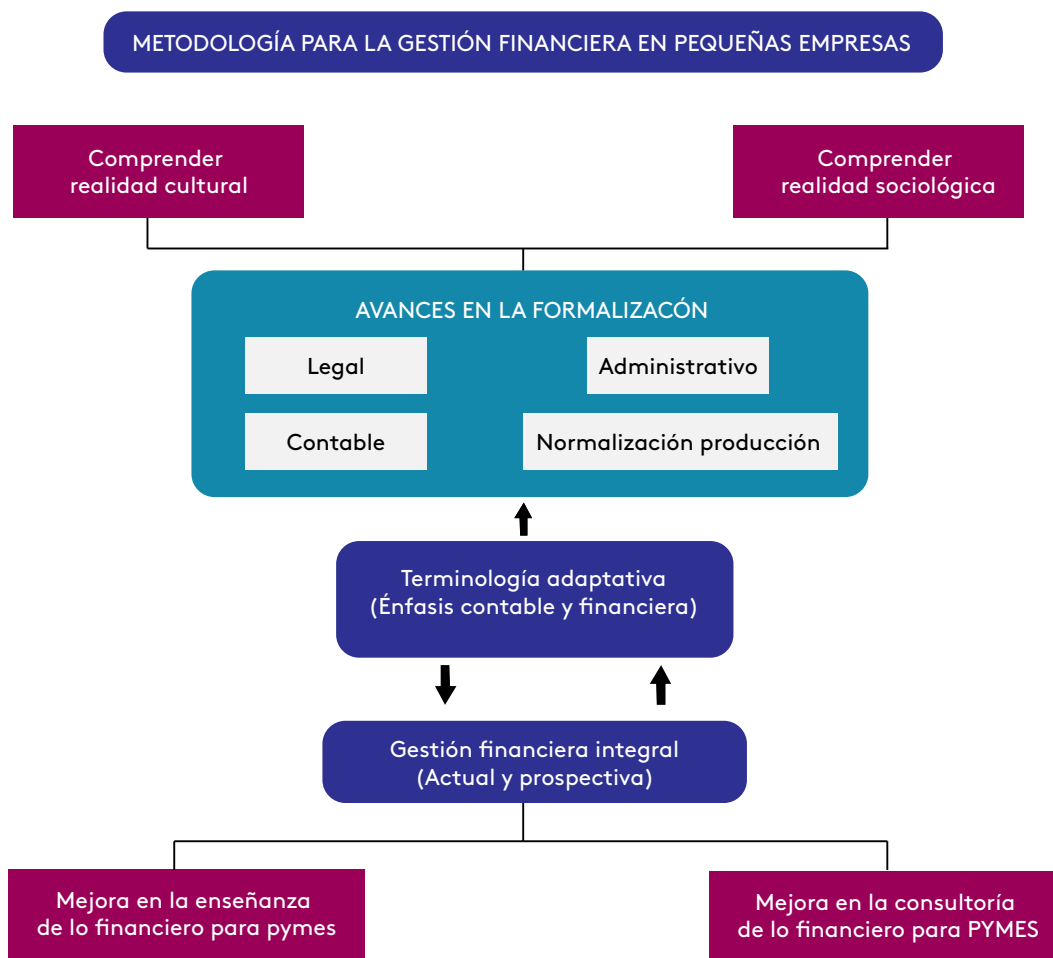 METODOLOGÍA PARA LA GESTIÓN FINANCIERA EN PEQUEÑAS EMPRESAS
Comprender
realidad cultural
Comprender
realidad sociológica
AVANCES EN LA FORMALIZACÓN
Legal
Administrativo
Contable
Normalización producción
Terminología adaptativa
(Énfasis contable y financiera)
Gestión financiera integral
(Actual y prospectiva)
Mejora en la enseñanza
de lo financiero para pymes
Mejora en la consultoría
de lo financiero para PYMES